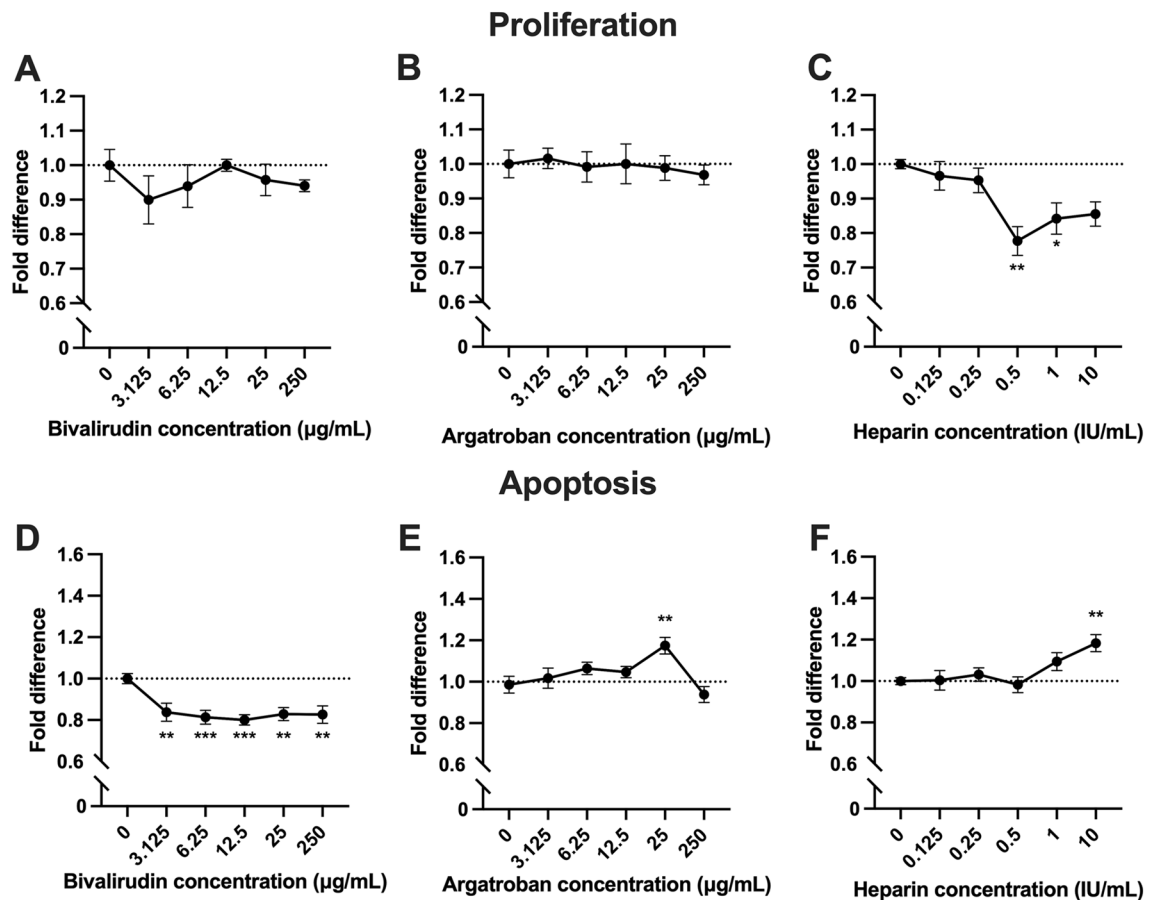 Proliferation
A
B
C
Fold difference
1.2
1.1
1.0
0.9
0.8
0.7
0.6
0
0 3.125 6.25 12.5 25 250
Bivalirudin concentration (µg/mL)
Fold difference
1.2
1.1
1.0
0.9
0.8
0.7
0.6
0
0 3.125 6.25 12.5 25 250
Argatroban concentration (µg/mL)
Fold difference
1.2
1.1
1.0
0.9
0.8
0.7
0.6
0
** *
0 0.125 0.25 0.5 1 10
Heparin concentration (IU/mL)
Apoptosis
D
E
F
Fold difference
1.6
1.4
1.2
1.0
0.8
0.6
0
** *** *** ** **
0 3.125 6.25 12.5 25 250
Bivalirudin concentration (µg/mL)
Fold difference
1.6
1.4
1.2
1.0
0.8
0.6
0
**
0 3.125 6.25 12.5 25 250
Argatroban concentration (µg/mL)
Fold difference
1.6
1.4
1.2
1.0
0.8
0.6
0
**
0 0.125 0.25 0.5 1 10
Heparin concentration (IU/mL)